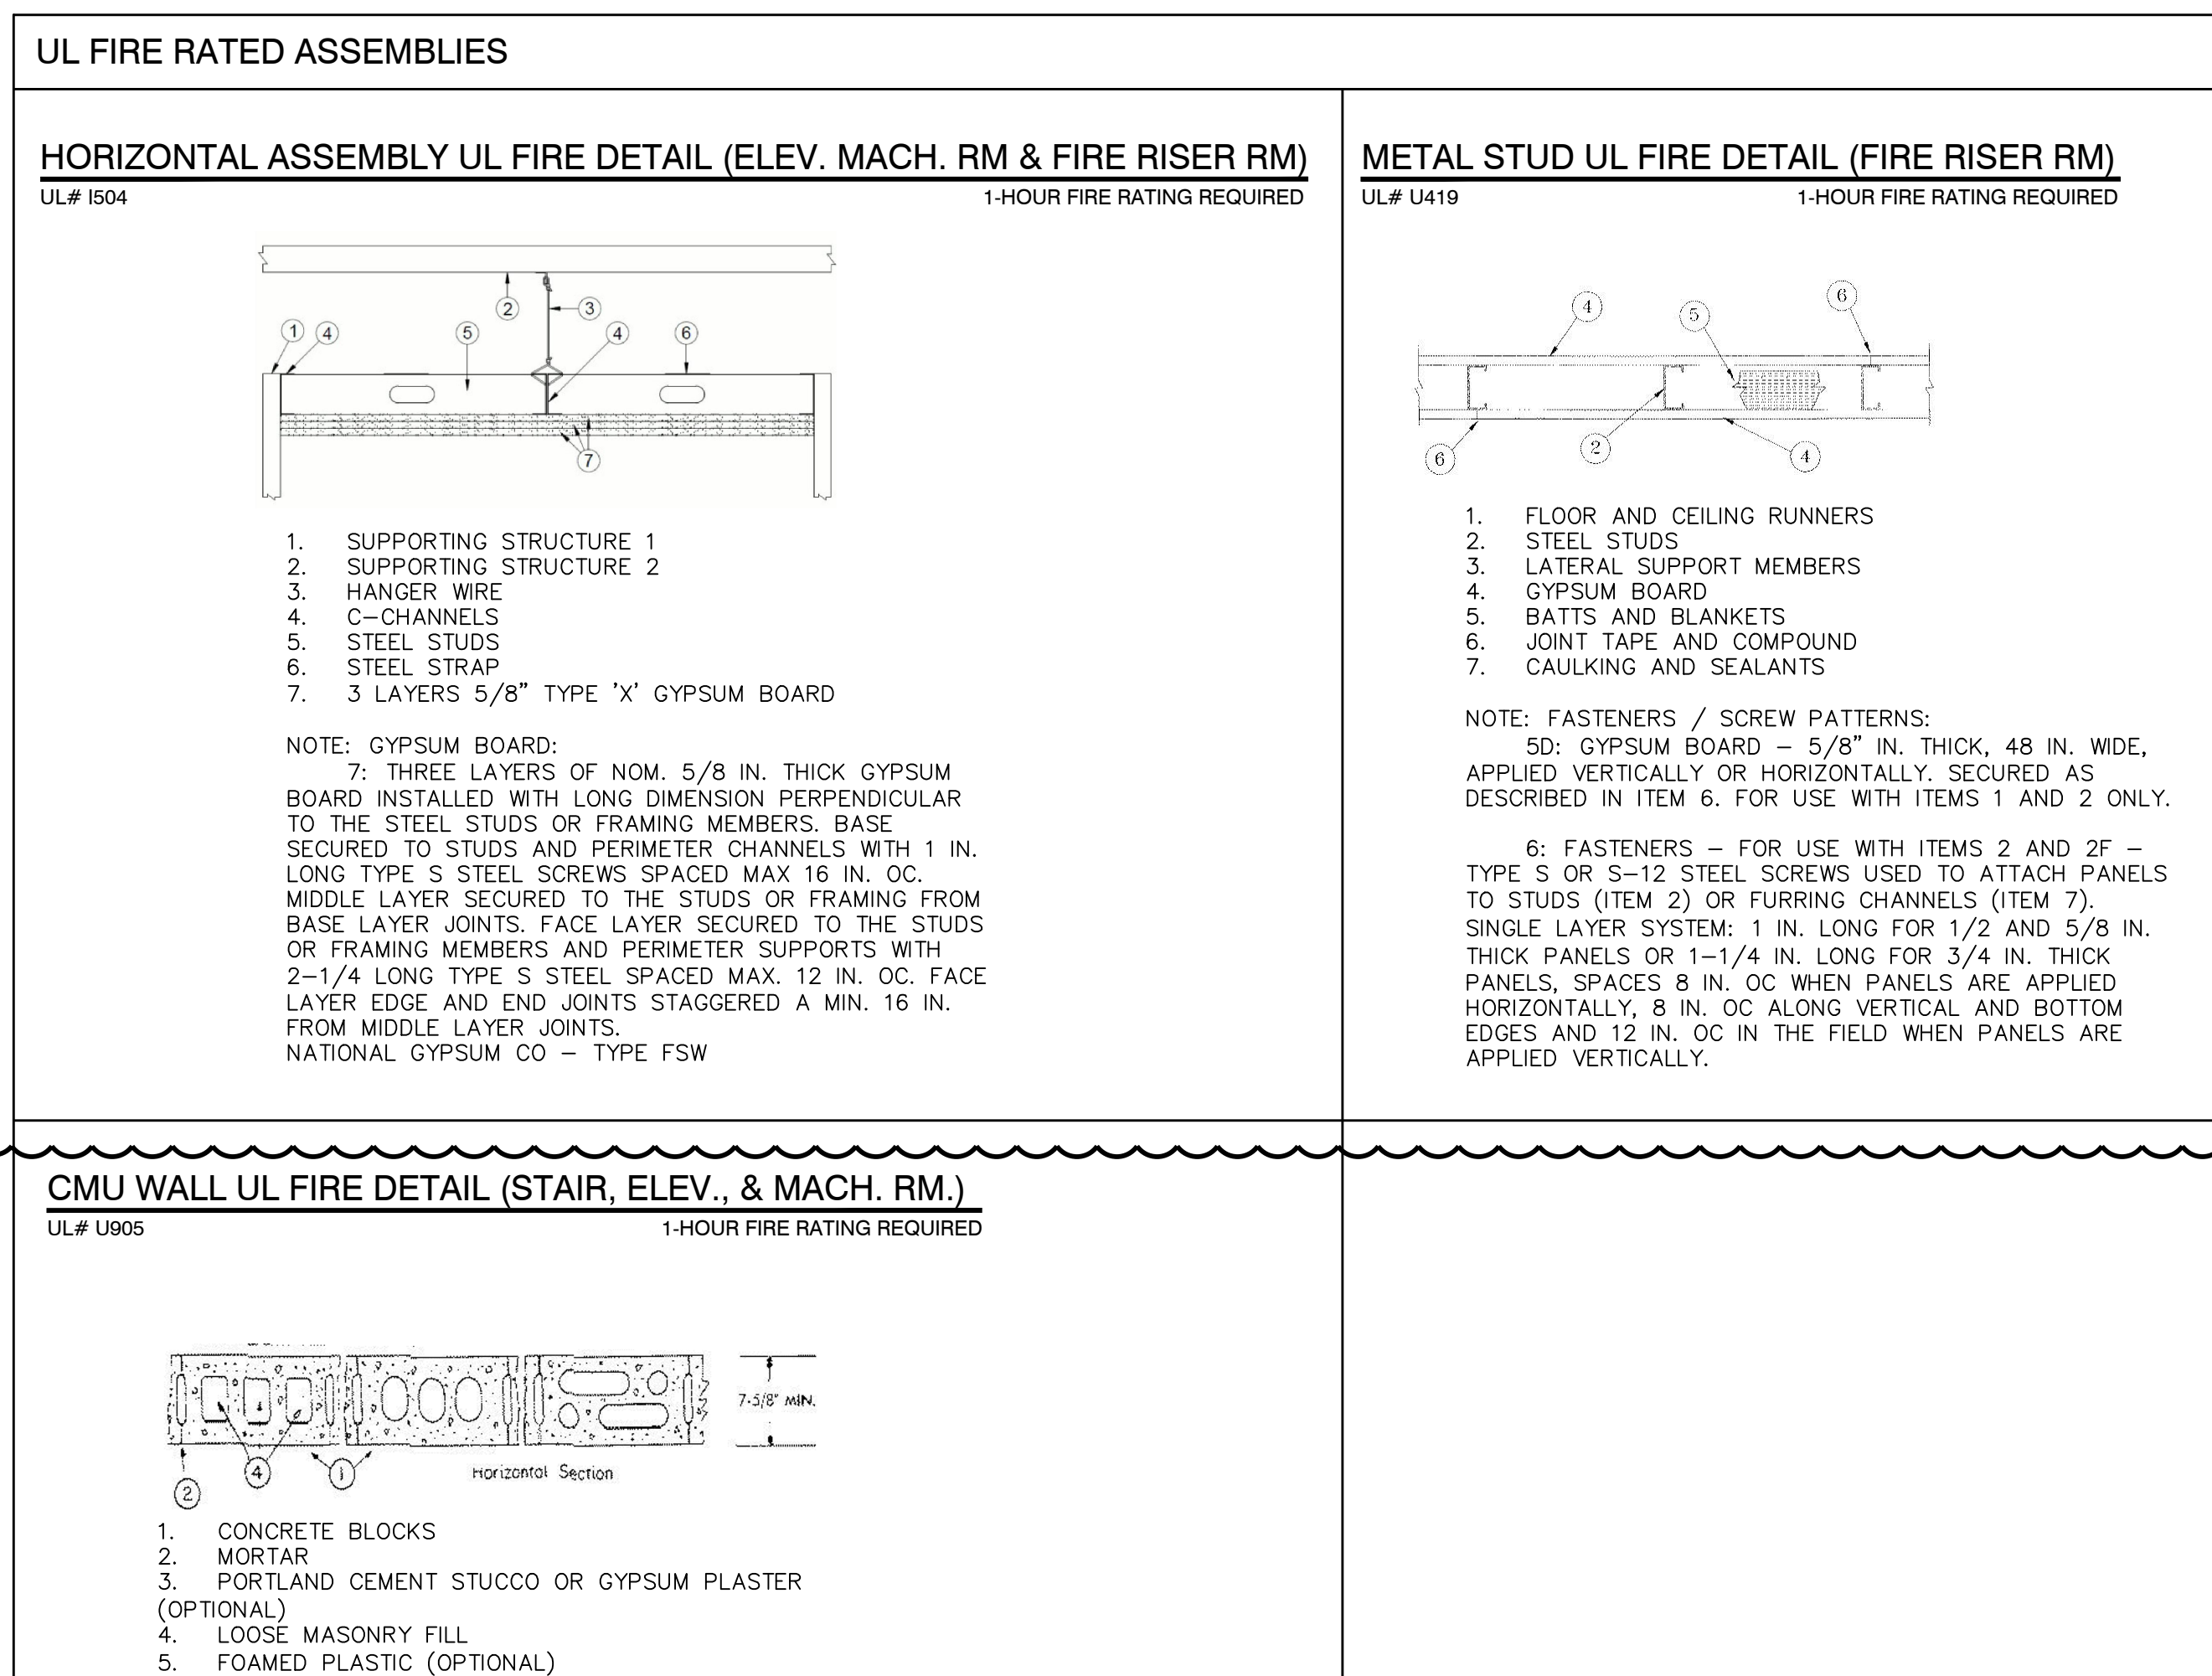 UL FIRE RATED ASSEMBLIES
HORIZONTAL ASSEMBLY UL FIRE DETAIL (ELEV. MACH. RM & FIRE RISER RM)
UL# I504
1-HOUR FIRE RATING REQUIRED
2
3
1
4
5
4
6
7
1. SUPPORTING STRUCTURE 1
2. SUPPORTING STRUCTURE 2
3. HANGER WIRE
4. C-CHANNELS
5. STEEL STUDS
6. STEEL STRAP
7. 3 LAYERS 5/8" TYPE 'X' GYPSUM BOARD
NOTE: GYPSUM BOARD:
7: THREE LAYERS OF NOM. 5/8 IN. THICK GYPSUM
BOARD INSTALLED WITH LONG DIMENSION PERPENDICULAR
TO THE STEEL STUDS OR FRAMING MEMBERS. BASE
SECURED TO STUDS AND PERIMETER CHANNELS WITH 1 IN.
LONG TYPE S STEEL SCREWS SPACED MAX 16 IN. OC.
MIDDLE LAYER SECURED TO THE STUDS OR FRAMING FROM
BASE LAYER JOINTS. FACE LAYER SECURED TO THE STUDS
OR FRAMING MEMBERS AND PERIMETER SUPPORTS WITH
2-1/4 LONG TYPE S STEEL SPACED MAX. 12 IN. OC. FACE
LAYER EDGE AND END JOINTS STAGGERED A MIN. 16 IN.
FROM MIDDLE LAYER JOINTS.
NATIONAL GYPSUM CO - TYPE FSW
METAL STUD UL FIRE DETAIL (FIRE RISER RM)
UL# U419
1-HOUR FIRE RATING REQUIRED
4
5
6
6
2
4
1. FLOOR AND CEILING RUNNERS
2. STEEL STUDS
3. LATERAL SUPPORT MEMBERS
4. GYPSUM BOARD
5. BATTS AND BLANKETS
6. JOINT TAPE AND COMPOUND
7. CAULKING AND SEALANTS
NOTE: FASTENERS / SCREW PATTERNS:
5D: GYPSUM BOARD - 5/8" IN. THICK, 48 IN. WIDE,
APPLIED VERTICALLY OR HORIZONTALLY. SECURED AS
DESCRIBED IN ITEM 6. FOR USE WITH ITEMS 1 AND 2 ONLY.
6: FASTENERS - FOR USE WITH ITEMS 2 AND 2F -
TYPE S OR S-12 STEEL SCREWS USED TO ATTACH PANELS
TO STUDS (ITEM 2) OR FURRING CHANNELS (ITEM 7).
SINGLE LAYER SYSTEM: 1 IN. LONG FOR 1/2 AND 5/8 IN.
THICK PANELS OR 1-1/4 IN. LONG FOR 3/4 IN. THICK
PANELS, SPACES 8 IN. OC WHEN PANELS ARE APPLIED
HORIZONTALLY, 8 IN. OC ALONG VERTICAL AND BOTTOM
EDGES AND 12 IN. OC IN THE FIELD WHEN PANELS ARE
APPLIED VERTICALLY.
CMU WALL UL FIRE DETAIL (STAIR, ELEV., & MACH. RM.)
UL# U905
1-HOUR FIRE RATING REQUIRED
7-5/8" MIN.
2
4
1
Horizontal Section
1. CONCRETE BLOCKS
2. MORTAR
3. PORTLAND CEMENT STUCCO OR GYPSUM PLASTER
(OPTIONAL)
4. LOOSE MASONRY FILL
5. FOAMED PLASTIC (OPTIONAL)